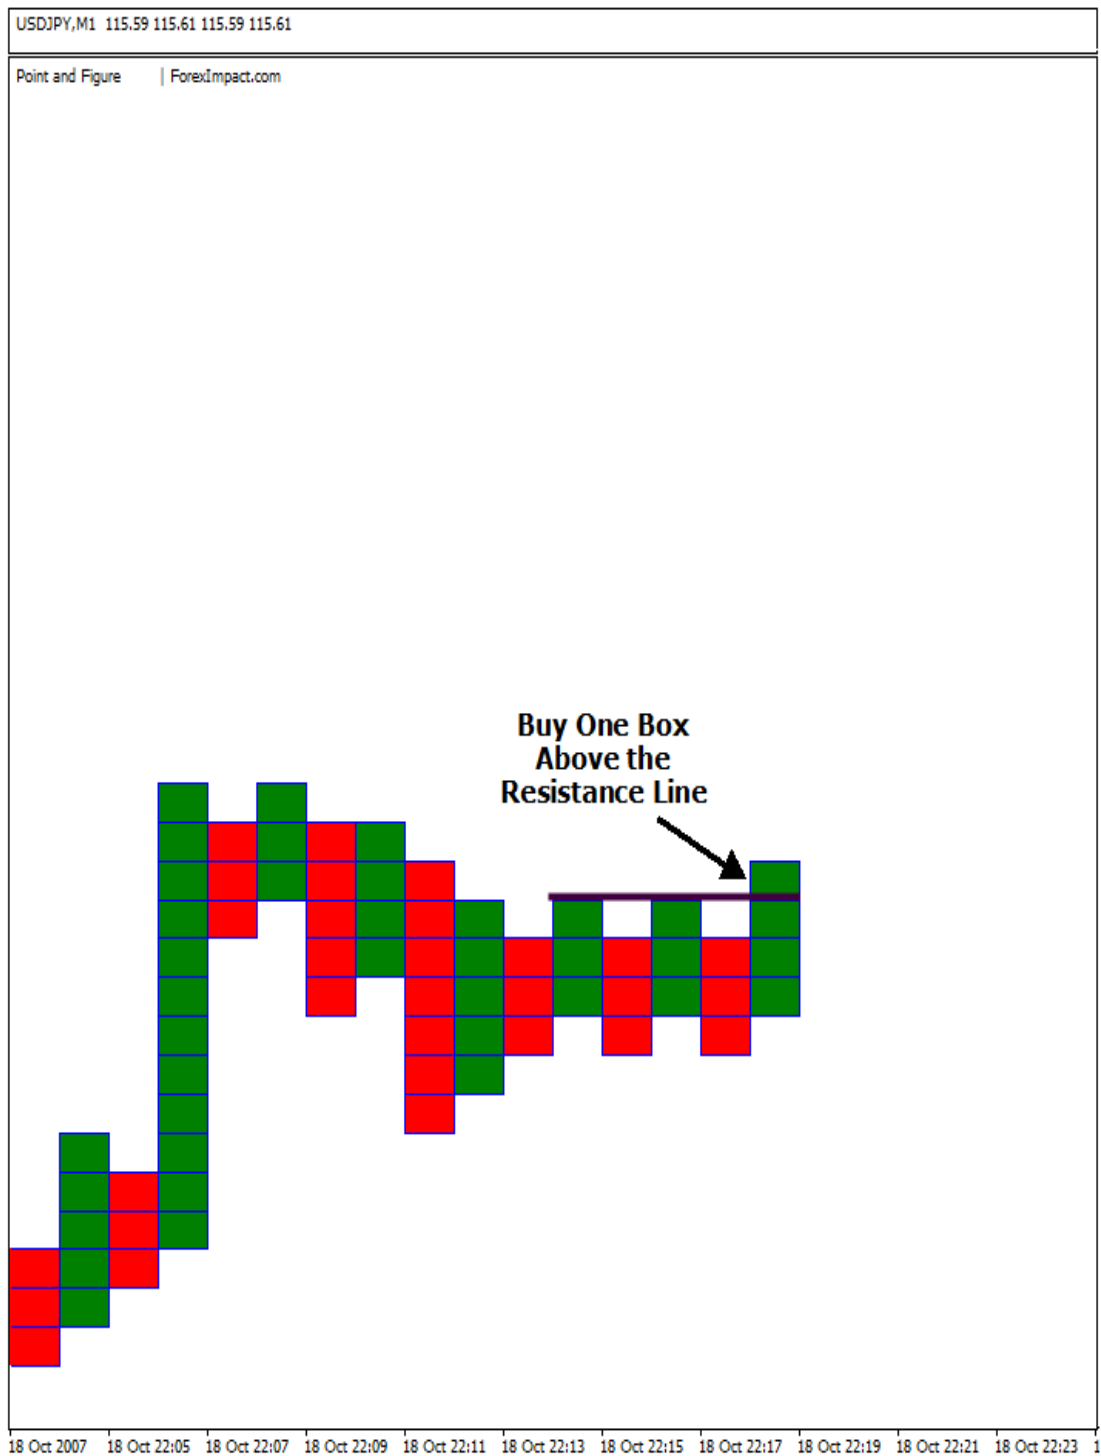 USDJPY,M1 115.59 115.61 115.59 115.61
Point and Figure | ForexImpact.com
Buy One Box
Above the
Resistance Line
18 Oct 2007 18 Oct 22:05 18 Oct 22:07 18 Oct 22:09 18 Oct 22:11 18 Oct 22:13 18 Oct 22:15 18 Oct 22:17 18 Oct 22:19 18 Oct 22:21 18 Oct 22:23